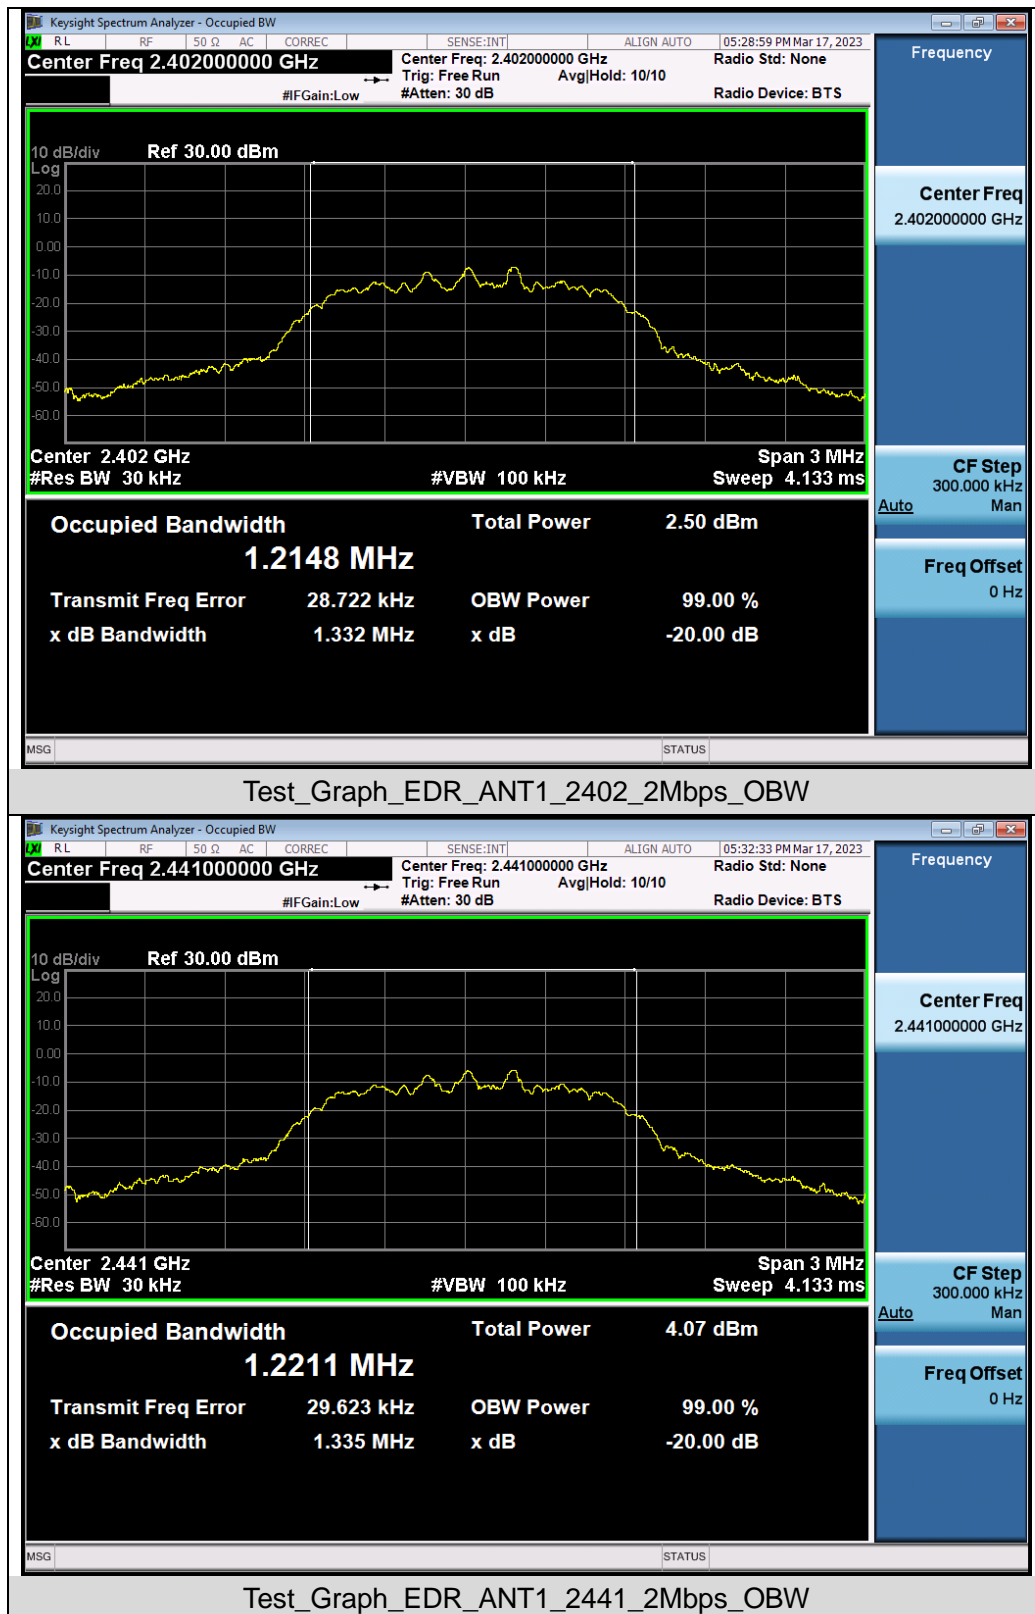 Keysight Spectrum Analyzer - Occupied BW
LXI RL RF 50 Ω AC CORREC SENSE:INT ALIGN AUTO 05:28:59 PM Mar 17, 2023
Center Freq 2.402000000 GHz
Center Freq: 2.402000000 GHz Radio Std: None
Trig: Free Run Avg|Hold: 10/10
#IFGain:Low #Atten: 30 dB Radio Device: BTS
Frequency
10 dB/div Ref 30.00 dBm
Log
20.0
10.0
0.00
-10.0
-20.0
-30.0
-40.0
-50.0
-60.0
Center 2.402 GHz Span 3 MHz
#Res BW 30 kHz #VBW 100 kHz Sweep 4.133 ms
Center Freq
2.402000000 GHz
CF Step
300.000 kHz
Auto Man
Freq Offset
0 Hz
Occupied Bandwidth Total Power 2.50 dBm
1.2148 MHz
Transmit Freq Error 28.722 kHz OBW Power 99.00 %
x dB Bandwidth 1.332 MHz x dB -20.00 dB
MSG STATUS
Test_Graph_EDR_ANT1_2402_2Mbps_OBW
Keysight Spectrum Analyzer - Occupied BW
LXI RL RF 50 Ω AC CORREC SENSE:INT ALIGN AUTO 05:32:33 PM Mar 17, 2023
Center Freq 2.441000000 GHz
Center Freq: 2.441000000 GHz Radio Std: None
Trig: Free Run Avg|Hold: 10/10
#IFGain:Low #Atten: 30 dB Radio Device: BTS
Frequency
10 dB/div Ref 30.00 dBm
Log
20.0
10.0
0.00
-10.0
-20.0
-30.0
-40.0
-50.0
-60.0
Center 2.441 GHz Span 3 MHz
#Res BW 30 kHz #VBW 100 kHz Sweep 4.133 ms
Center Freq
2.441000000 GHz
CF Step
300.000 kHz
Auto Man
Freq Offset
0 Hz
Occupied Bandwidth Total Power 4.07 dBm
1.2211 MHz
Transmit Freq Error 29.623 kHz OBW Power 99.00 %
x dB Bandwidth 1.335 MHz x dB -20.00 dB
MSG STATUS
Test_Graph_EDR_ANT1_2441_2Mbps_OBW